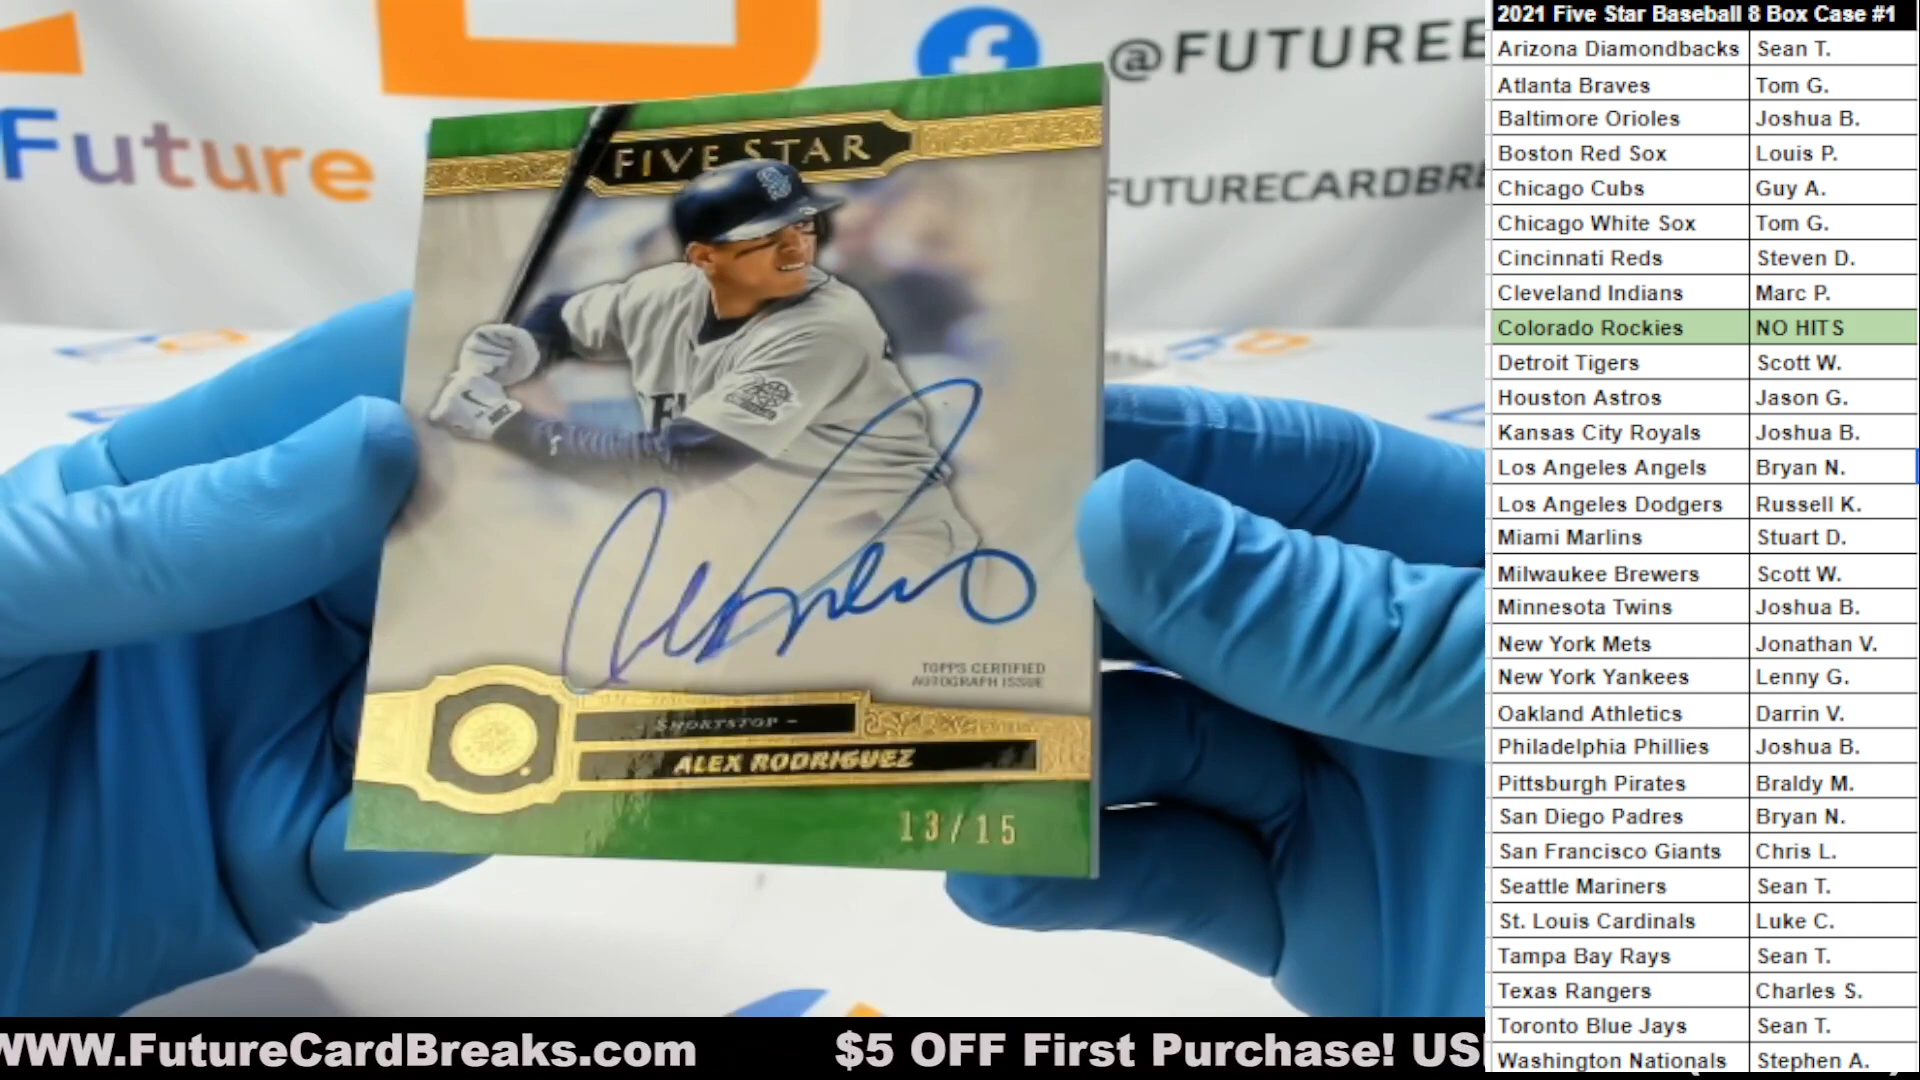 Future
@FUTUREB
FUTURECARDBRE
FIVE STAR
TOPPS CERTIFIED
AUTOGRAPH ISSUE
SHORTSTOP
ALEX RODRIGUEZ
13/15
WWW.FutureCardBreaks.com $5 OFF First Purchase! US
2021 Five Star Baseball 8 Box Case #1
Arizona Diamondbacks Sean T.
Atlanta Braves Tom G.
Baltimore Orioles Joshua B.
Boston Red Sox Louis P.
Chicago Cubs Guy A.
Chicago White Sox Tom G.
Cincinnati Reds Steven D.
Cleveland Indians Marc P.
Colorado Rockies NO HITS
Detroit Tigers Scott W.
Houston Astros Jason G.
Kansas City Royals Joshua B.
Los Angeles Angels Bryan N.
Los Angeles Dodgers Russell K.
Miami Marlins Stuart D.
Milwaukee Brewers Scott W.
Minnesota Twins Joshua B.
New York Mets Jonathan V.
New York Yankees Lenny G.
Oakland Athletics Darrin V.
Philadelphia Phillies Joshua B.
Pittsburgh Pirates Braldy M.
San Diego Padres Bryan N.
San Francisco Giants Chris L.
Seattle Mariners Sean T.
St. Louis Cardinals Luke C.
Tampa Bay Rays Sean T.
Texas Rangers Charles S.
Toronto Blue Jays Sean T.
Washington Nationals Stephen A.